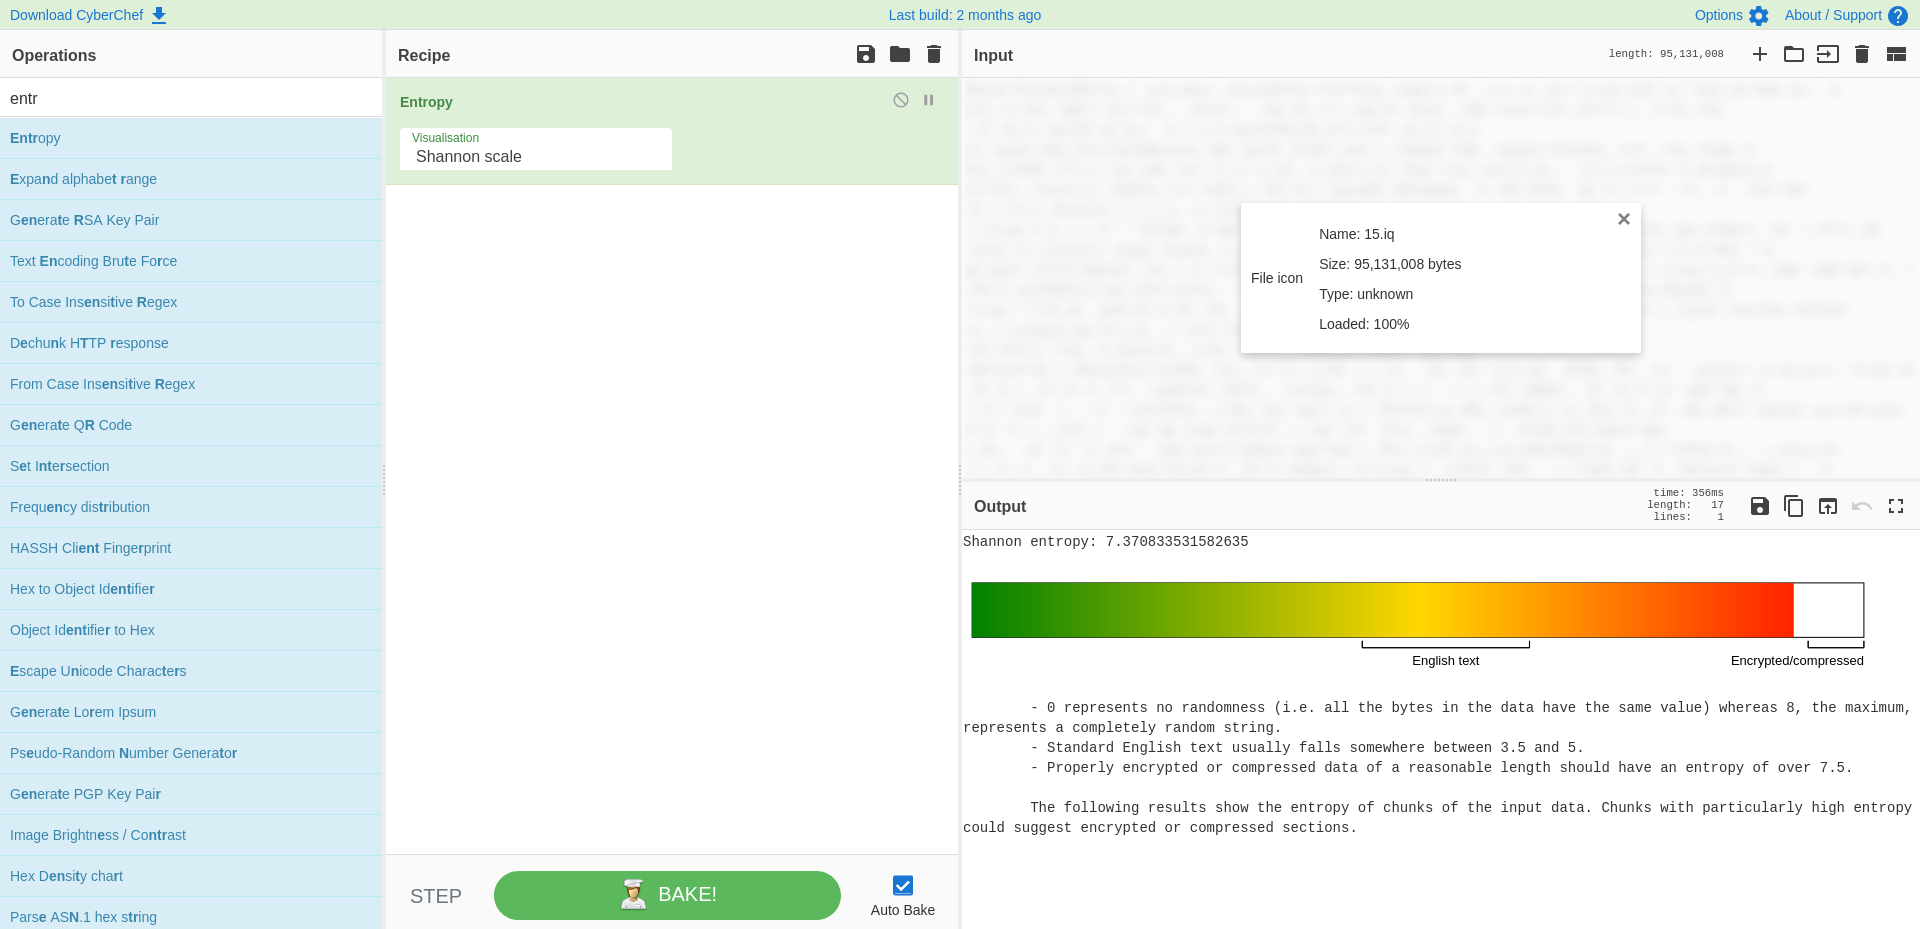 Download CyberChef
Last build: 2 months ago
Options
About / Support
Operations
entr
Entropy
Expand alphabet range
Generate RSA Key Pair
Text Encoding Brute Force
To Case Insensitive Regex
Dechunk HTTP response
From Case Insensitive Regex
Generate QR Code
Set Intersection
Frequency distribution
HASSH Client Fingerprint
Hex to Object Identifier
Object Identifier to Hex
Escape Unicode Characters
Generate Lorem Ipsum
Pseudo-Random Number Generator
Generate PGP Key Pair
Image Brightness / Contrast
Hex Density chart
Parse ASN.1 hex string
Recipe
Entropy
Visualisation
Shannon scale
STEP
BAKE!
Auto Bake
Input
length: 95,131,008
File icon
Name: 15.iq
Size: 95,131,008 bytes
Type: unknown
Loaded: 100%
Output
time: 356ms
length: 17
lines: 1
Shannon entropy: 7.370833531582635
English text
Encrypted/compressed
- 0 represents no randomness (i.e. all the bytes in the data have the same value) whereas 8, the maximum,
represents a completely random string.
- Standard English text usually falls somewhere between 3.5 and 5.
- Properly encrypted or compressed data of a reasonable length should have an entropy of over 7.5.
The following results show the entropy of chunks of the input data. Chunks with particularly high entropy
could suggest encrypted or compressed sections.